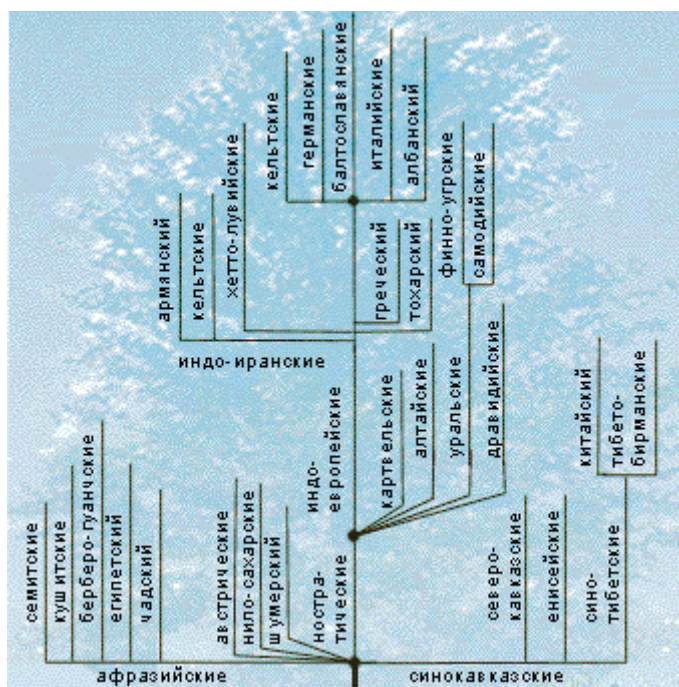 кельтские
германские
балтославянские
италийские
албанский
финно-угрские
самодийские
армянский
кельтские
хетто-лувийские
греческий
тохарский
индо-иранские
индо-
европейские
картвельские
алтайские
уральские
дравидийские
китайский
тибето-
бирманские
семитские
кушитские
берберо-гуанчские
египетский
чадский
австрические
нило-сахарские
шумерский
ностра-
тические
северо-
кавказские
енисейские
сино-
тибетские
афразийские
синокавказские